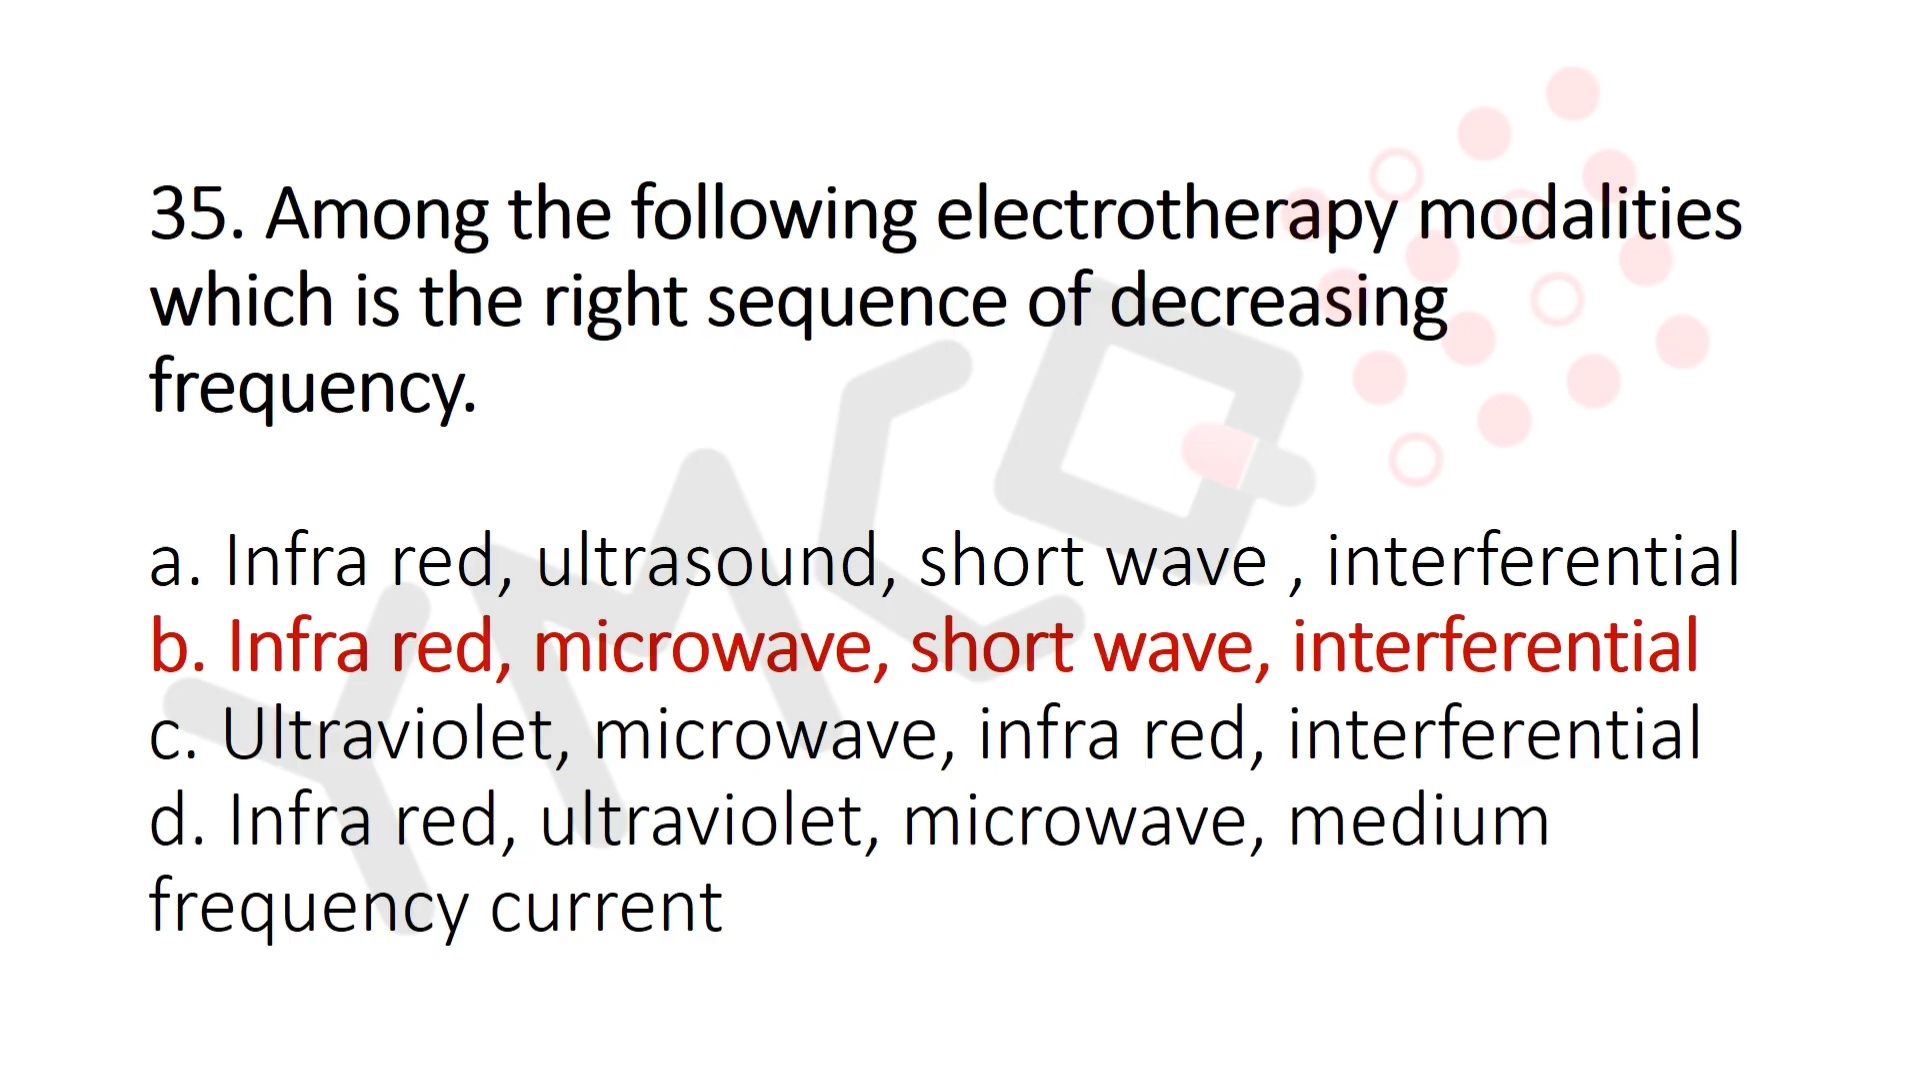 35. Among the following electrotherapy modalities
which is the right sequence of decreasing
frequency.
a. Infra red, ultrasound, short wave , interferential
b. Infra red, microwave, short wave, interferential
c. Ultraviolet, microwave, infra red, interferential
d. Infra red, ultraviolet, microwave, medium
frequency current
YMCQ